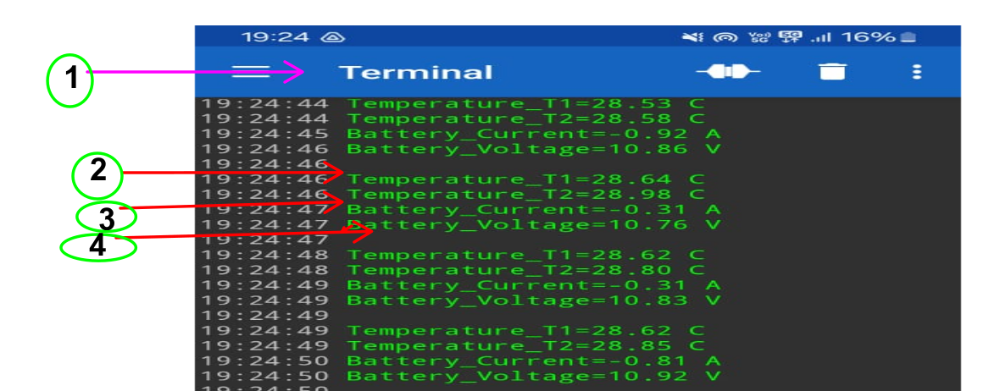 19:24 Vo)) 5G 5G 16%
1 Terminal
19:24:44 Temperature_T1=28.53 C
19:24:44 Temperature_T2=28.58 C
19:24:45 Battery_Current=-0.92 A
19:24:46 Battery_Voltage=10.86 V
19:24:46
2 19:24:46 Temperature_T1=28.64 C
19:24:46 Temperature_T2=28.98 C
3 19:24:47 Battery_Current=-0.31 A
19:24:47 Battery_Voltage=10.76 V
4 19:24:47
19:24:48 Temperature_T1=28.62 C
19:24:48 Temperature_T2=28.80 C
19:24:49 Battery_Current=-0.31 A
19:24:49 Battery_Voltage=10.83 V
19:24:49
19:24:49 Temperature_T1=28.62 C
19:24:49 Temperature_T2=28.85 C
19:24:50 Battery_Current=-0.81 A
19:24:50 Battery_Voltage=10.92 V